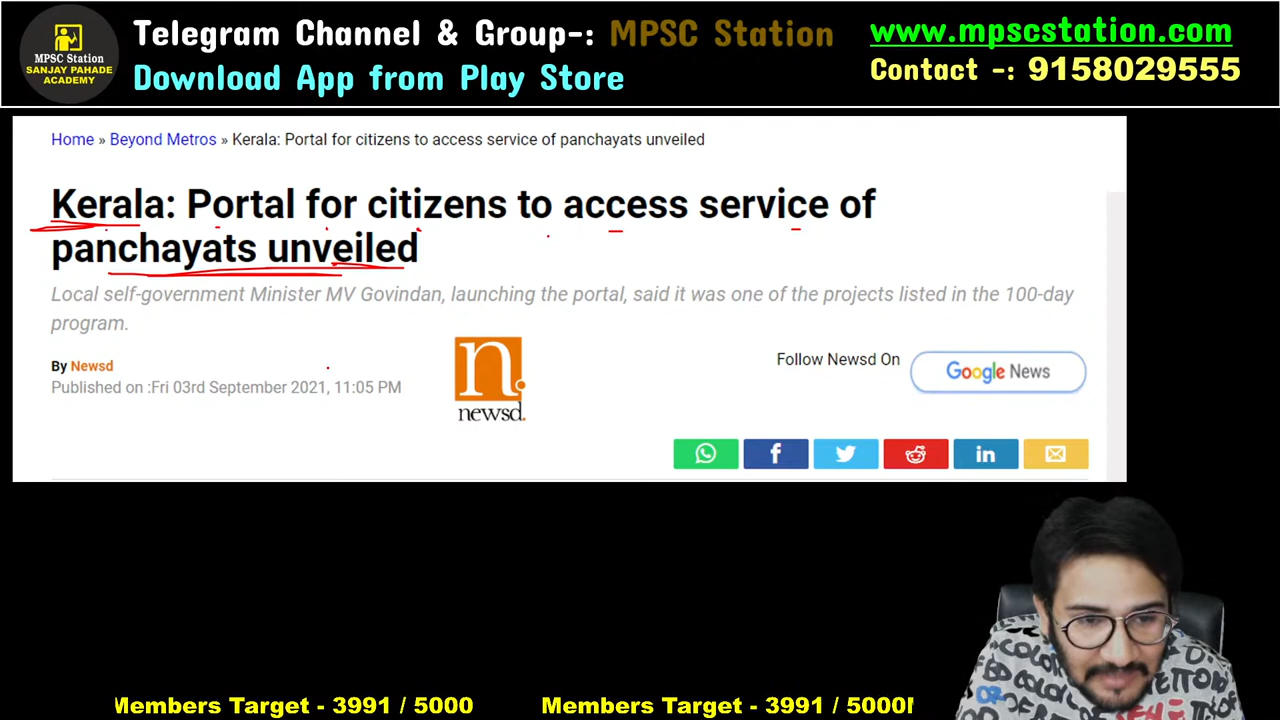 MPSC Station
SANJAY PAHADE
ACADEMY
Telegram Channel & Group-: MPSC Station
Download App from Play Store
www.mpscstation.com
Contact -: 9158029555
Home » Beyond Metros » Kerala: Portal for citizens to access service of panchayats unveiled
Kerala: Portal for citizens to access service of
panchayats unveiled
Local self-government Minister MV Govindan, launching the portal, said it was one of the projects listed in the 100-day
program.
By Newsd
Published on :Fri 03rd September 2021, 11:05 PM
n.
newsd.
Follow Newsd On
Google News
Members Target - 3991 / 5000 Members Target - 3991 / 5000